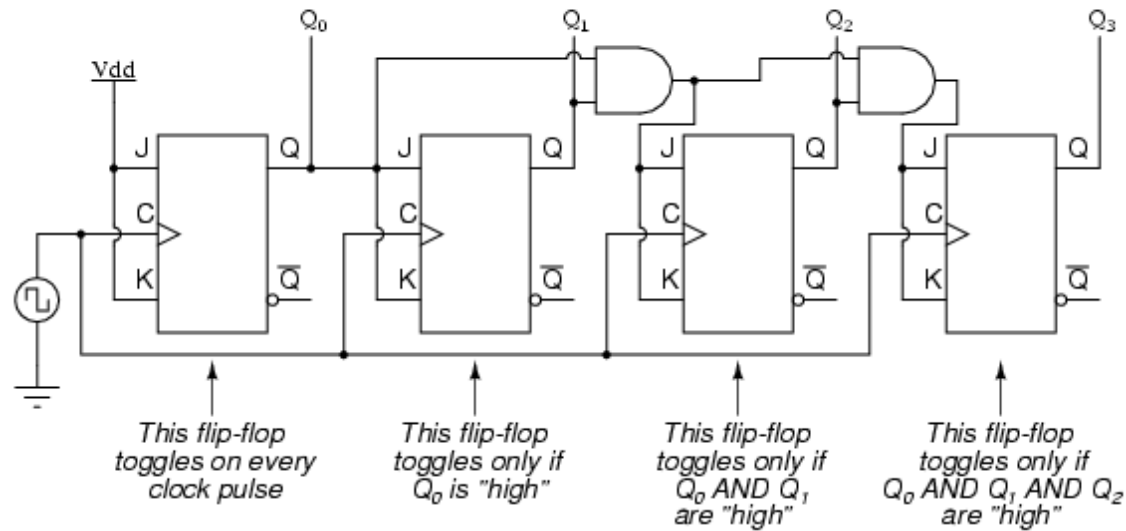 Q0 Q1 Q2 Q3
Vdd
J Q J Q J Q J Q
C C C C
K Q̅ K Q̅ K Q̅ K Q̅
This flip-flop
toggles on every
clock pulse
This flip-flop
toggles only if
Q0 is "high"
This flip-flop
toggles only if
Q0 AND Q1
are "high"
This flip-flop
toggles only if
Q0 AND Q1 AND Q2
are "high"